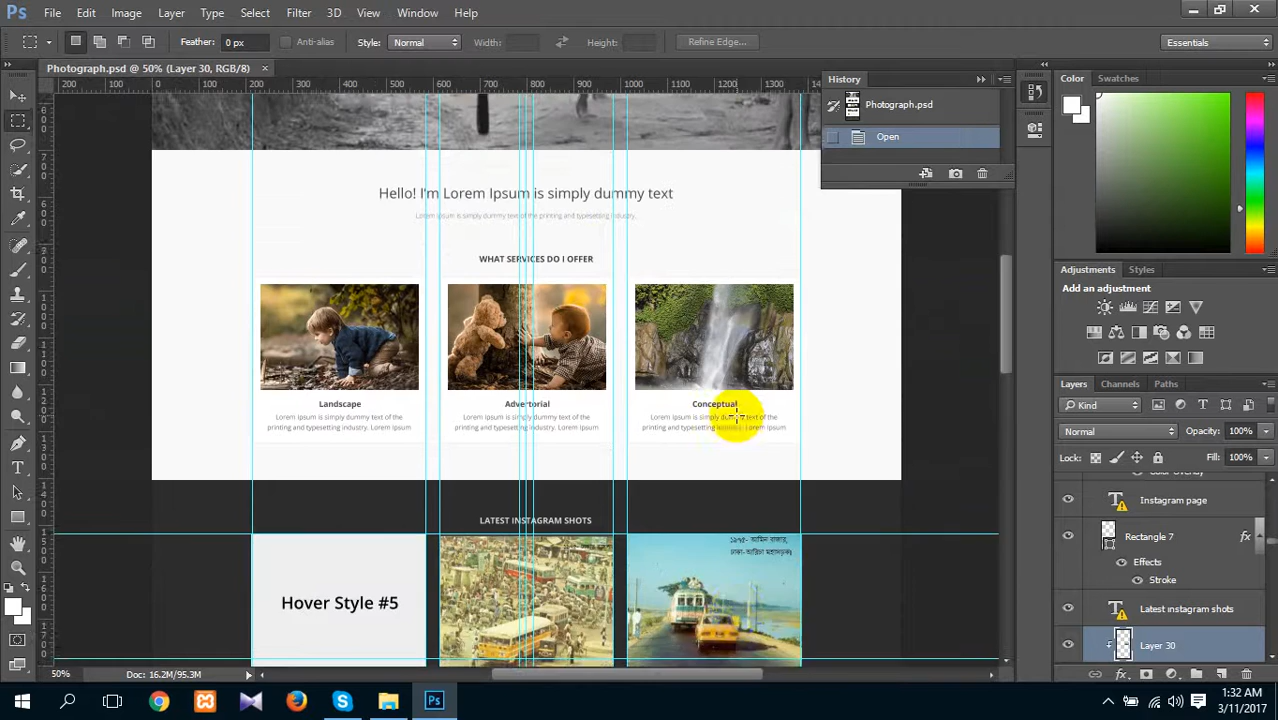 Ps File Edit Image Layer Type Select Filter 3D View Window Help
Feather: 0 px Anti-alias Style: Normal Width: Height: Refine Edge... Essentials
Photograph.psd @ 50% (Layer 30, RGB/8) ×
200 100 0 100 200 300 400 500 600 700 800 900 1000 1100 1200 1300
History
Photograph.psd
Open
Color Swatches
Hello! I'm Lorem Ipsum is simply dummy text
Lorem Ipsum is simply dummy text of the printing and typesetting industry.
WHAT SERVICES DO I OFFER
Landscape
Lorem Ipsum is simply dummy text of the
printing and typesetting industry. Lorem Ipsum
Advertorial
Lorem Ipsum is simply dummy text of the
printing and typesetting industry. Lorem Ipsum
Conceptual
Lorem Ipsum is simply dummy text of the
printing and typesetting industry. Lorem Ipsum
LATEST INSTAGRAM SHOTS
Hover Style #5
১৯৭৫- আমিন বাজার,
ঢাকা-আরিচা মহাসড়ক।
Adjustments Styles
Add an adjustment
Layers Channels Paths
Kind
Normal Opacity: 100%
Lock: Fill: 100%
Color Overlay
Instagram page
Rectangle 7 fx
Effects
Stroke
Latest instagram shots
Layer 30
50% Doc: 16.2M/95.3M
1:32 AM
3/11/2017